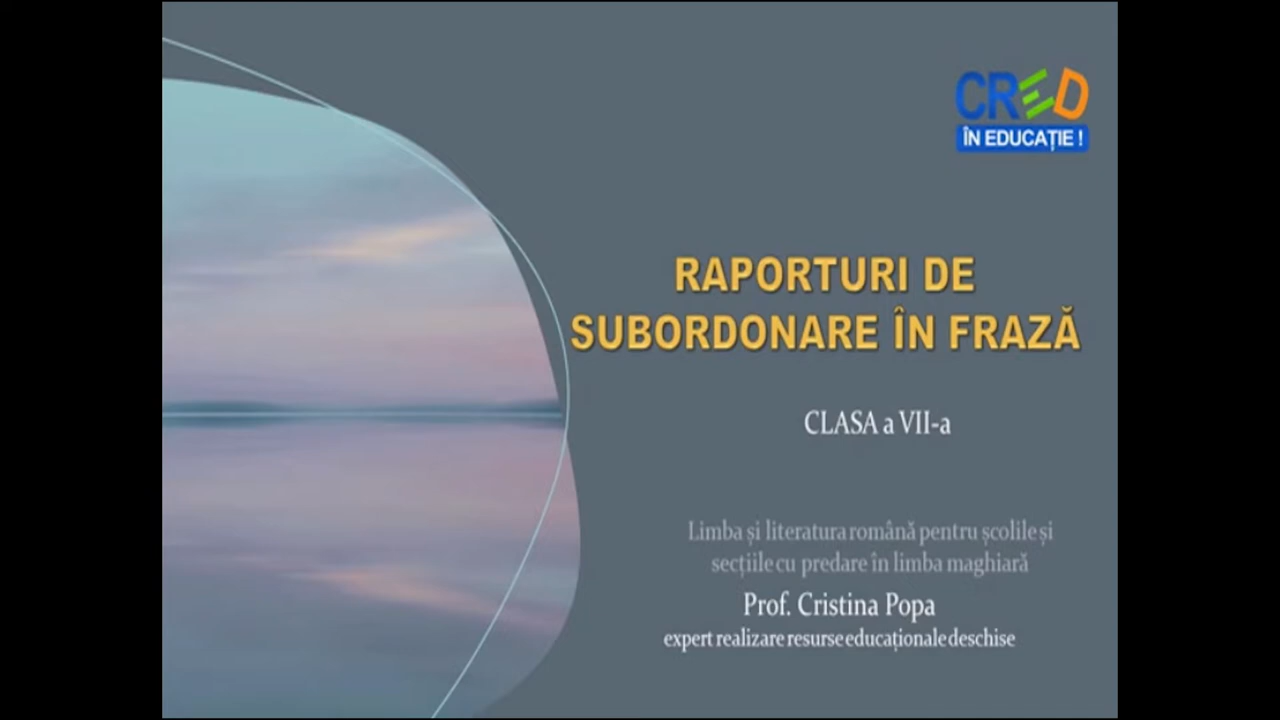 CRED
ÎN EDUCAȚIE !
RAPORTURI DE
SUBORDONARE ÎN FRAZĂ
CLASA a VII-a
Limba și literatura română pentru școlile și
secțiile cu predare în limba maghiară
Prof. Cristina Popa
expert realizare resurse educaționale deschise